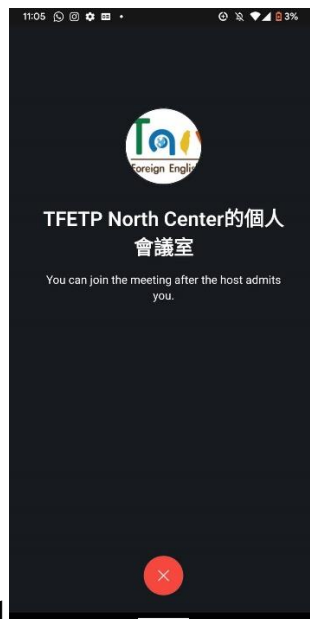 11:05
3%
Ta
Foreign Engli
TFETP North Center的個人
會議室
You can join the meeting after the host admits
you.